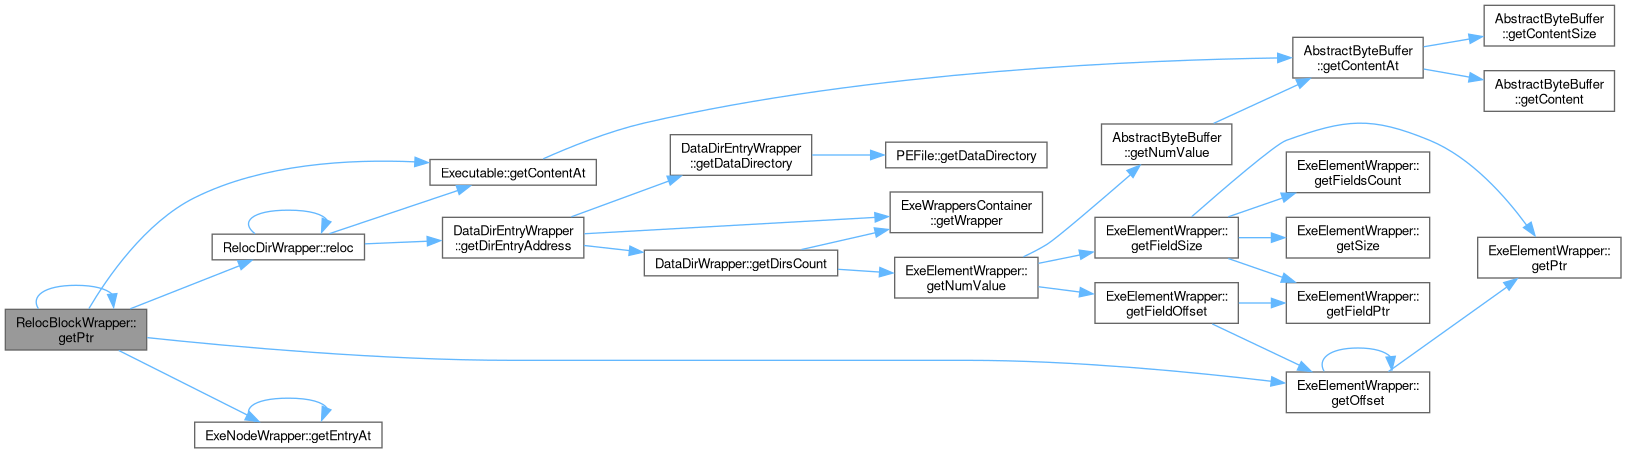 RelocBlockWrapper::
getPtr
RelocDirWrapper::reloc
ExeNodeWrapper::getEntryAt
Executable::getContentAt
DataDirEntryWrapper
::getDirEntryAddress
DataDirEntryWrapper
::getDataDirectory
DataDirWrapper::getDirsCount
PEFile::getDataDirectory
ExeWrappersContainer
::getWrapper
ExeElementWrapper::
getNumValue
AbstractByteBuffer
::getNumValue
ExeElementWrapper::
getFieldSize
ExeElementWrapper::
getFieldOffset
AbstractByteBuffer
::getContentAt
ExeElementWrapper::
getFieldsCount
ExeElementWrapper::
getSize
ExeElementWrapper::
getFieldPtr
ExeElementWrapper::
getOffset
AbstractByteBuffer
::getContentSize
AbstractByteBuffer
::getContent
ExeElementWrapper::
getPtr